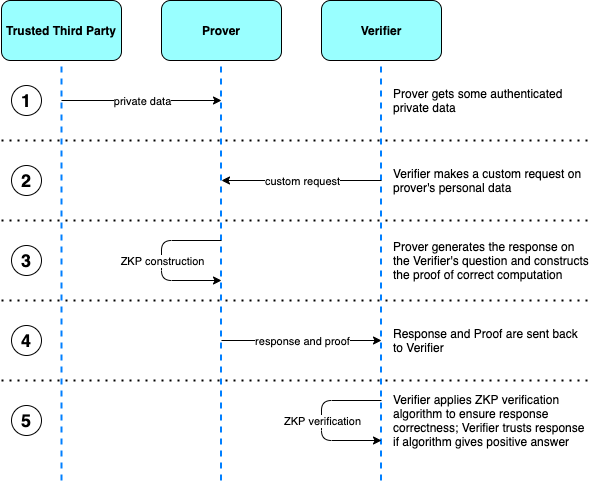 Trusted Third Party
Prover
Verifier
1
private data
Prover gets some authenticated
private data
2
custom request
Verifier makes a custom request on
prover's personal data
3
ZKP construction
Prover generates the response on
the Verifier's question and constructs
the proof of correct computation
4
response and proof
Response and Proof are sent back
to Verifier
5
ZKP verification
Verifier applies ZKP verification
algorithm to ensure response
correctness; Verifier trusts response
if algorithm gives positive answer